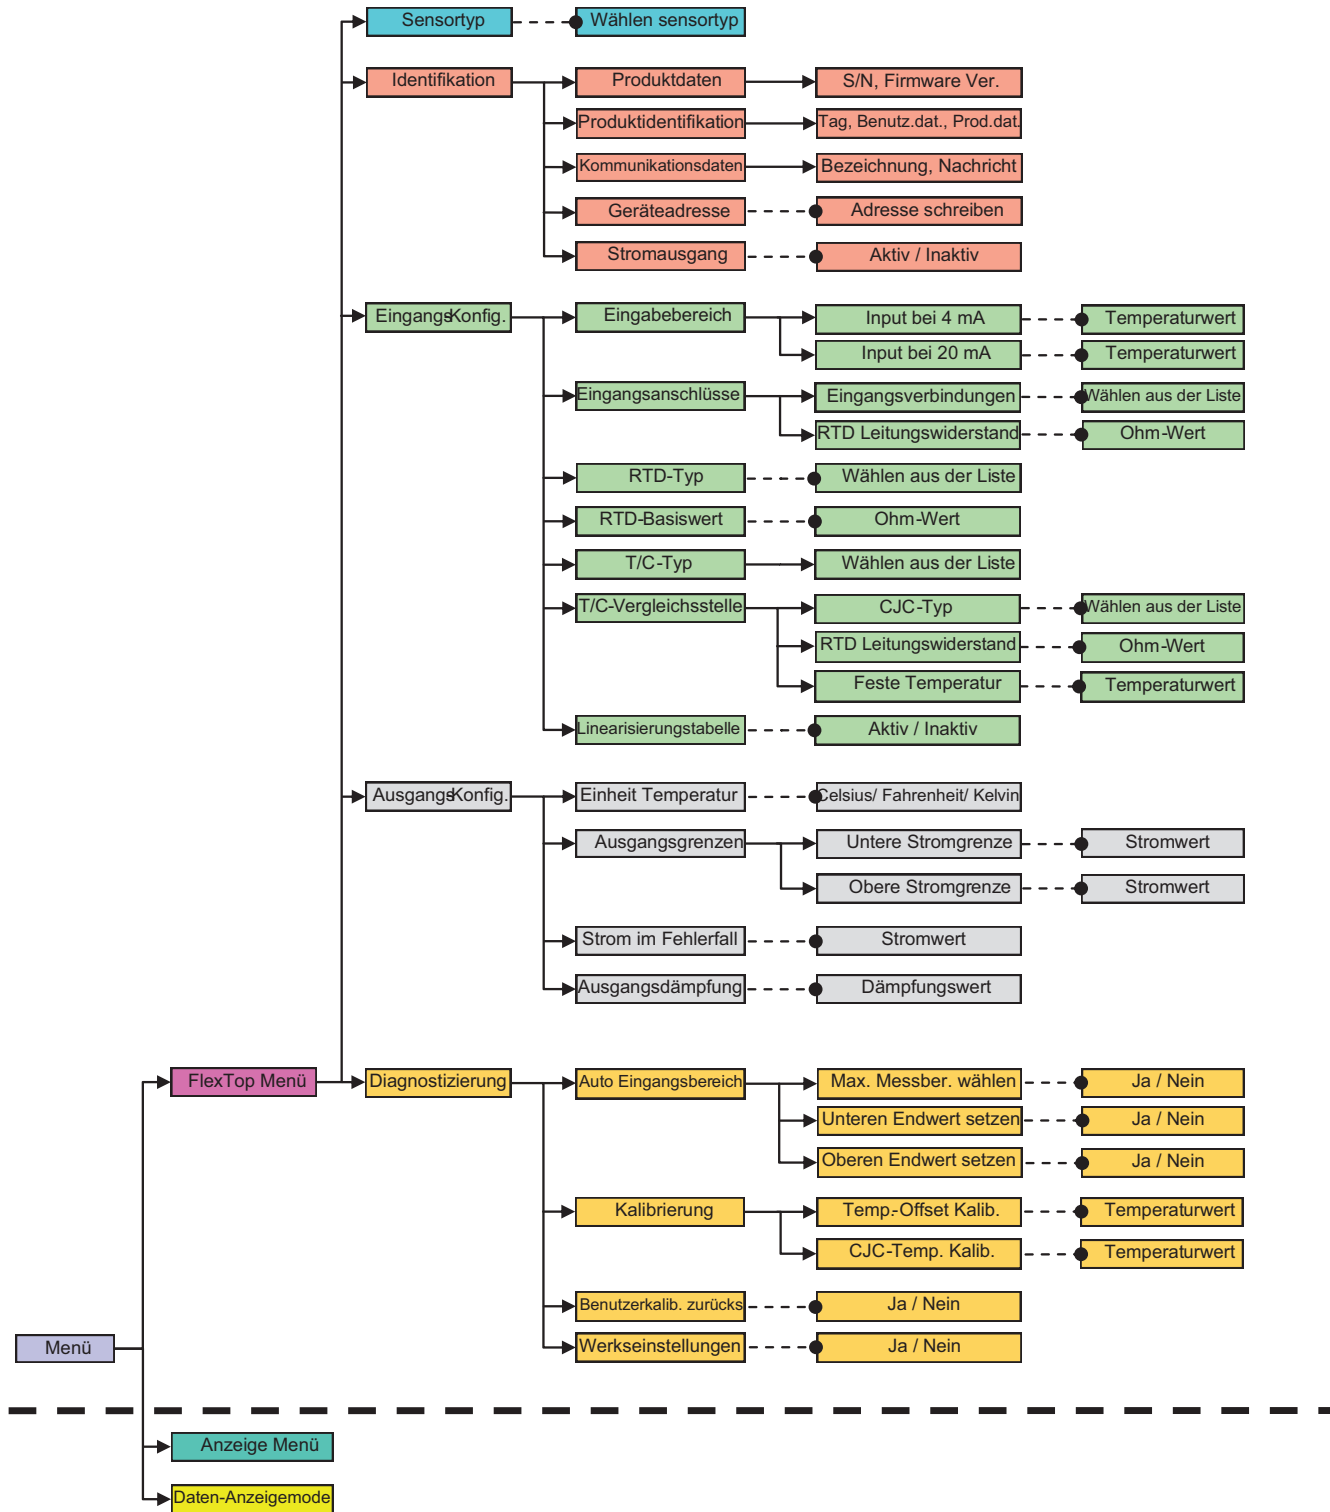 Sensortyp Wählen sensortyp
Identifikation Produktdaten S/N, Firmware Ver.
Produktidentifikation Tag, Benutz.dat., Prod.dat.
Kommunikationsdaten Bezeichnung, Nachricht
Geräteadresse Adresse schreiben
Stromausgang Aktiv / Inaktiv
Eingangs-Konfig. Eingabebereich Input bei 4 mA Temperaturwert
Input bei 20 mA Temperaturwert
Eingangsanschlüsse Eingangsverbindungen Wählen aus der Liste
RTD Leitungswiderstand Ohm-Wert
RTD-Typ Wählen aus der Liste
RTD-Basiswert Ohm-Wert
T/C-Typ Wählen aus der Liste
T/C-Vergleichsstelle CJC-Typ Wählen aus der Liste
RTD Leitungswiderstand Ohm-Wert
Feste Temperatur Temperaturwert
Linearisierungstabelle Aktiv / Inaktiv
Ausgangs-Konfig. Einheit Temperatur Celsius/ Fahrenheit/ Kelvin
Ausgangsgrenzen Untere Stromgrenze Stromwert
Obere Stromgrenze Stromwert
Strom im Fehlerfall Stromwert
Ausgangsdämpfung Dämpfungswert
FlexTop Menü Diagnostizierung Auto Eingangsbereich Max. Messber. wählen Ja / Nein
Unteren Endwert setzen Ja / Nein
Oberen Endwert setzen Ja / Nein
Kalibrierung Temp.-Offset Kalib. Temperaturwert
CJC-Temp. Kalib. Temperaturwert
Benutzerkalib. zurücks Ja / Nein
Menü Werkseinstellungen Ja / Nein
Anzeige Menü
Daten-Anzeigemode